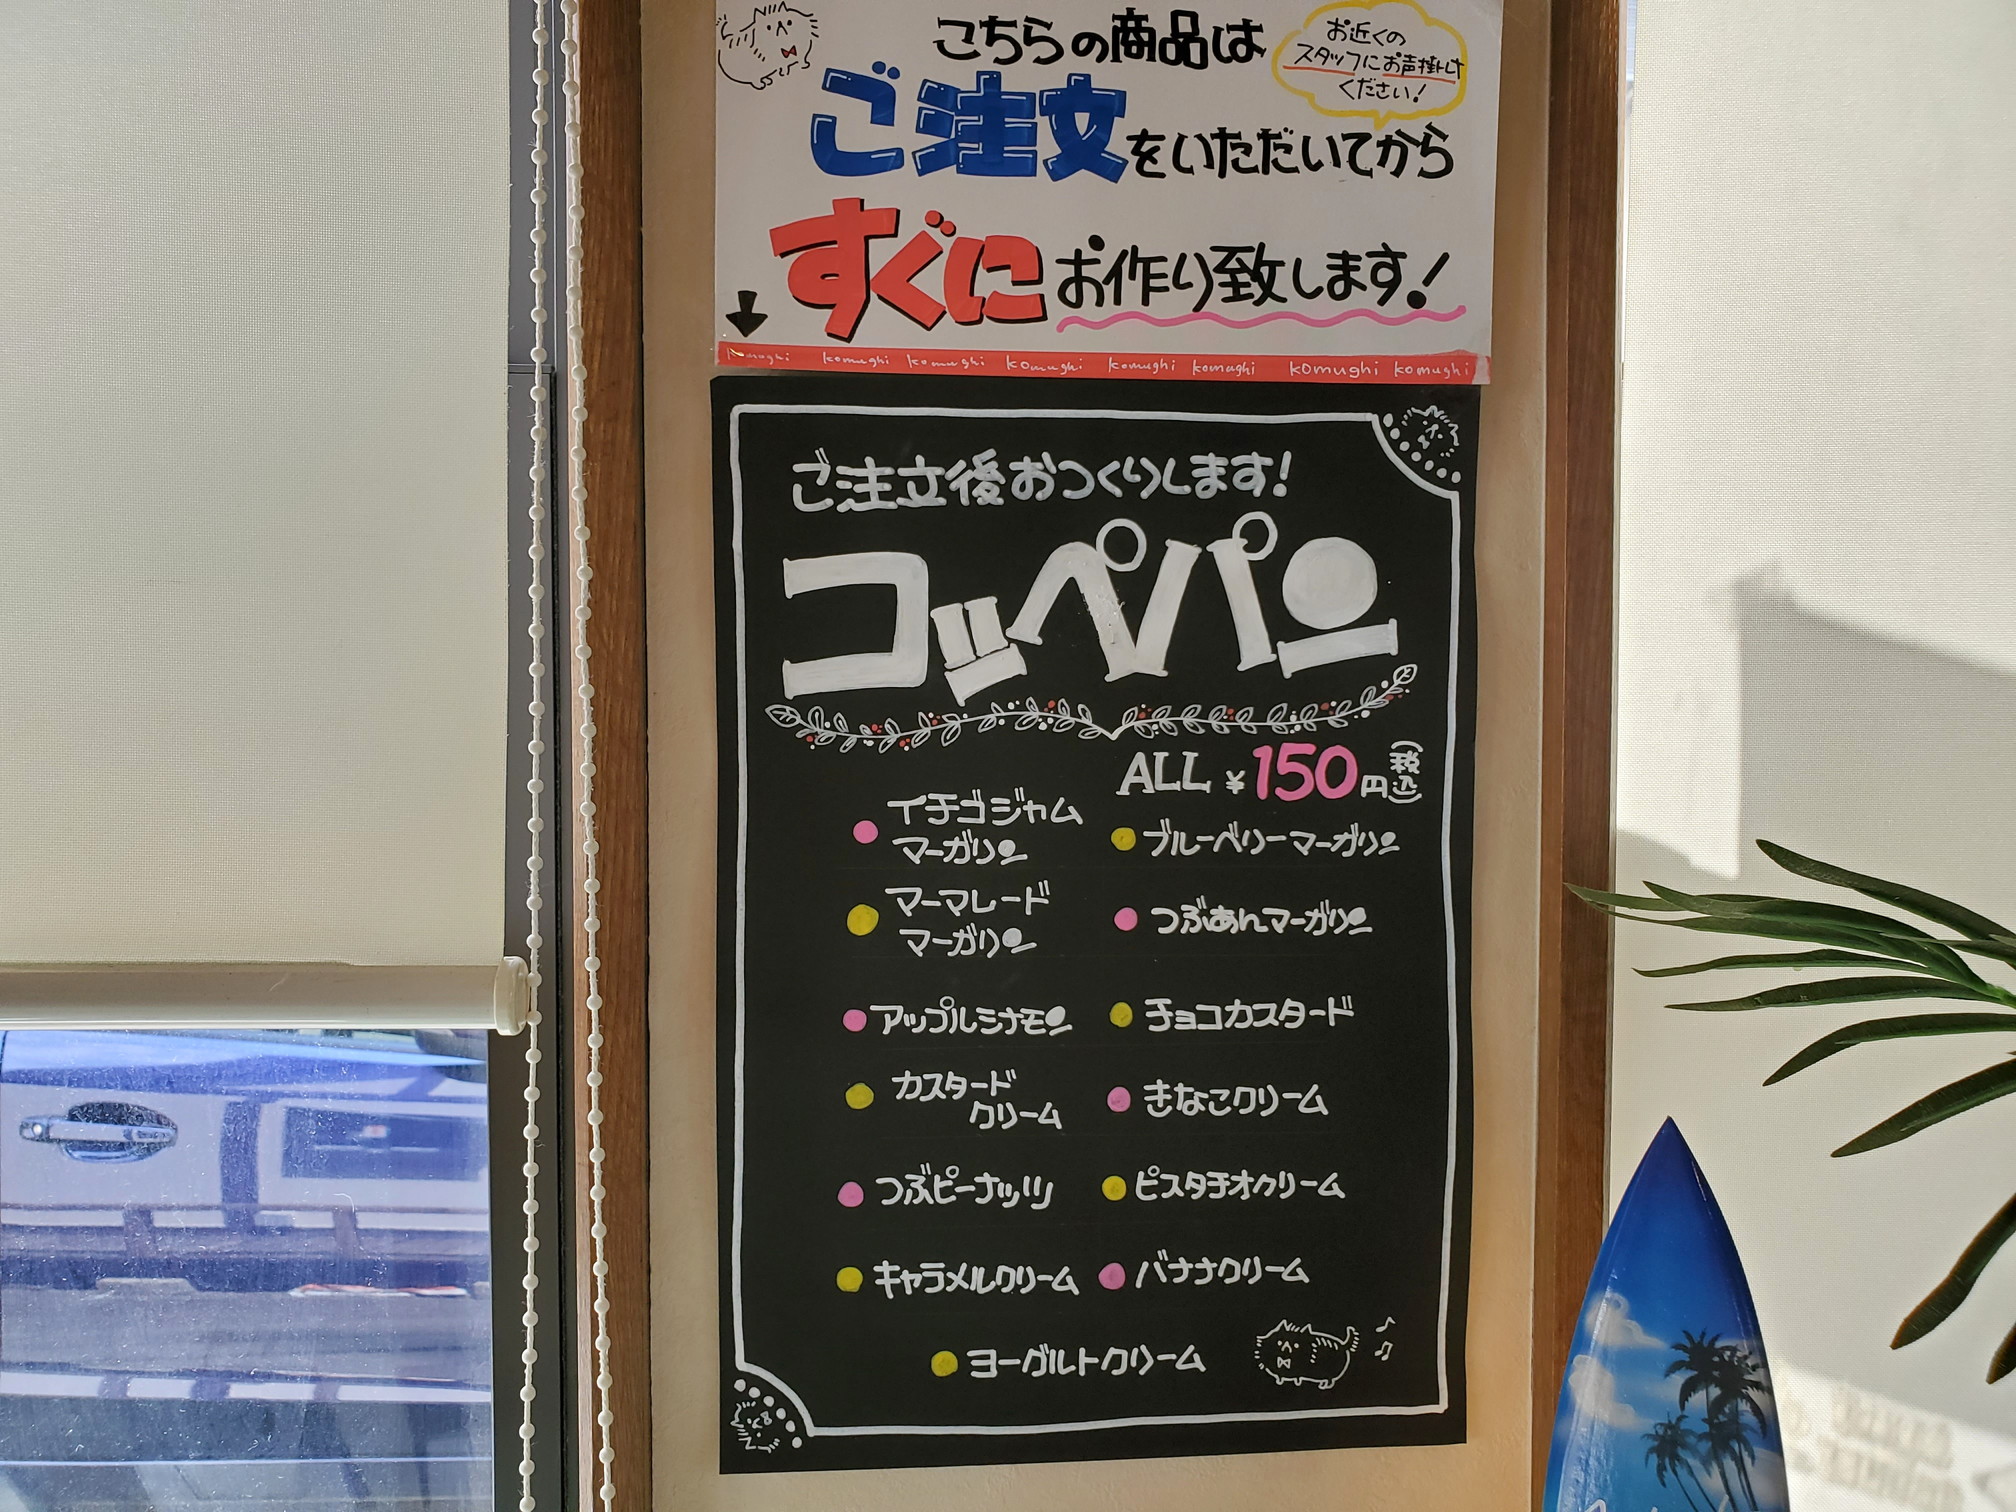 こちらの商品は
お近くの
スタッフにお声掛け
ください!
ご注文をいただいてから
すぐにお作り致します!
komughi komughi komughi komughi komughi komughi komughi komughi
ご注文後おつくりします!
コッペパン
ALL ¥150円(税込)
イチゴジャム
マーガリン
ブルーベリーマーガリン
マーマレード
マーガリン
つぶあんマーガリン
アップルシナモン
チョコカスタード
カスタード
クリーム
きなこクリーム
つぶピーナッツ
ピスタチオクリーム
キャラメルクリーム
バナナクリーム
ヨーグルトクリーム